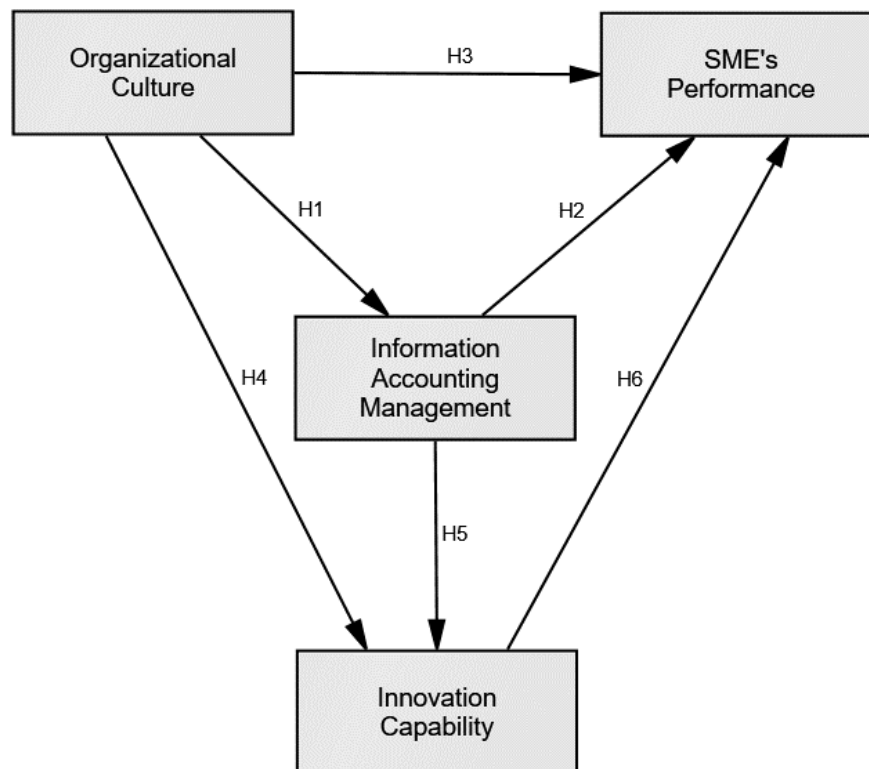 Organizational
Culture
H3
SME's
Performance
H1
H2
Information
Accounting
Management
H4
H6
H5
Innovation
Capability